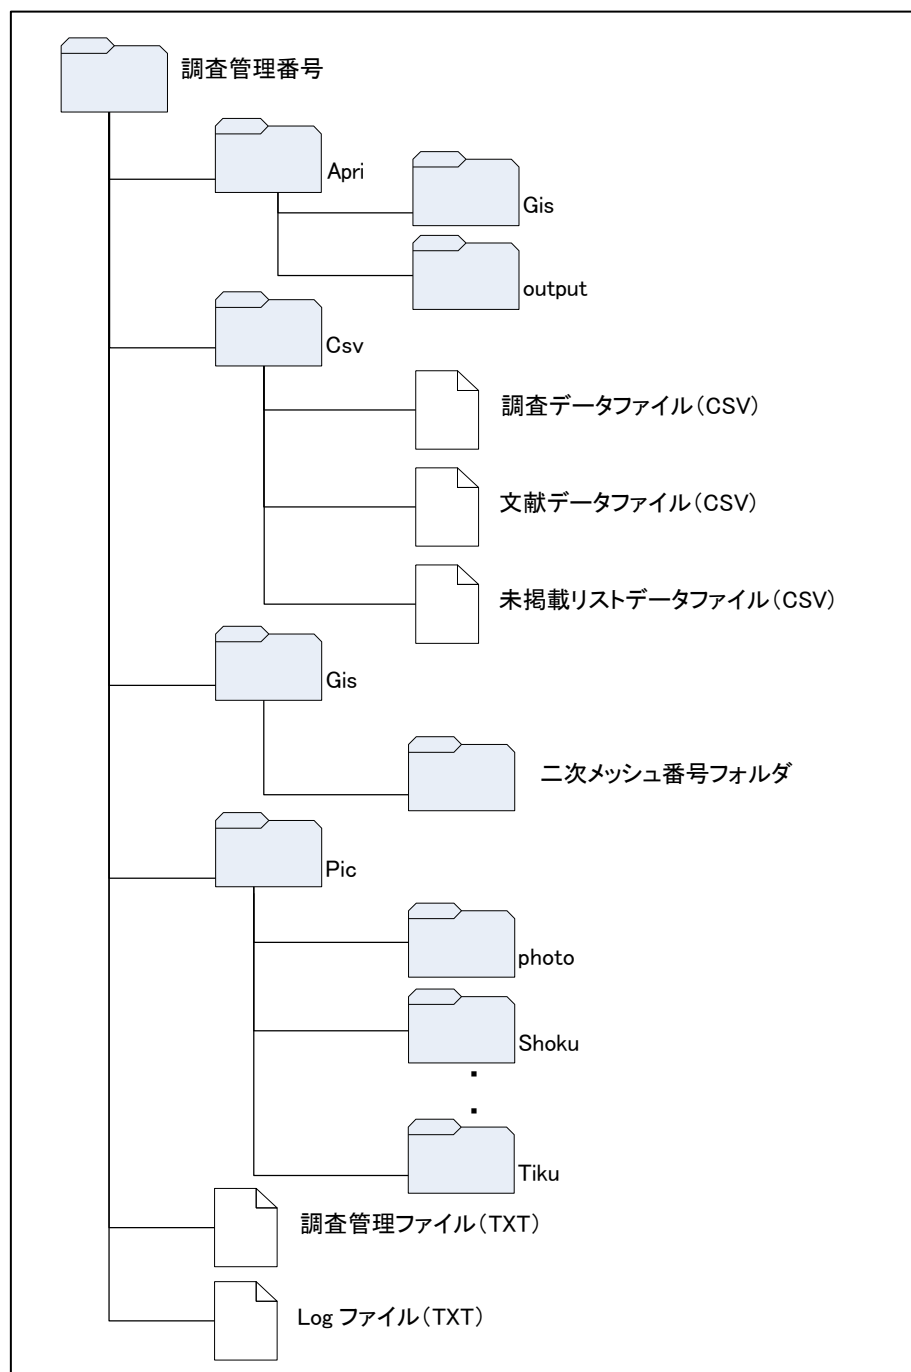 調査管理番号
Apri
Gis
output
Csv
調査データファイル(CSV)
文献データファイル(CSV)
未掲載リストデータファイル(CSV)
Gis
二次メッシュ番号フォルダ
Pic
photo
Shoku
Tiku
調査管理ファイル(TXT)
Log ファイル(TXT)